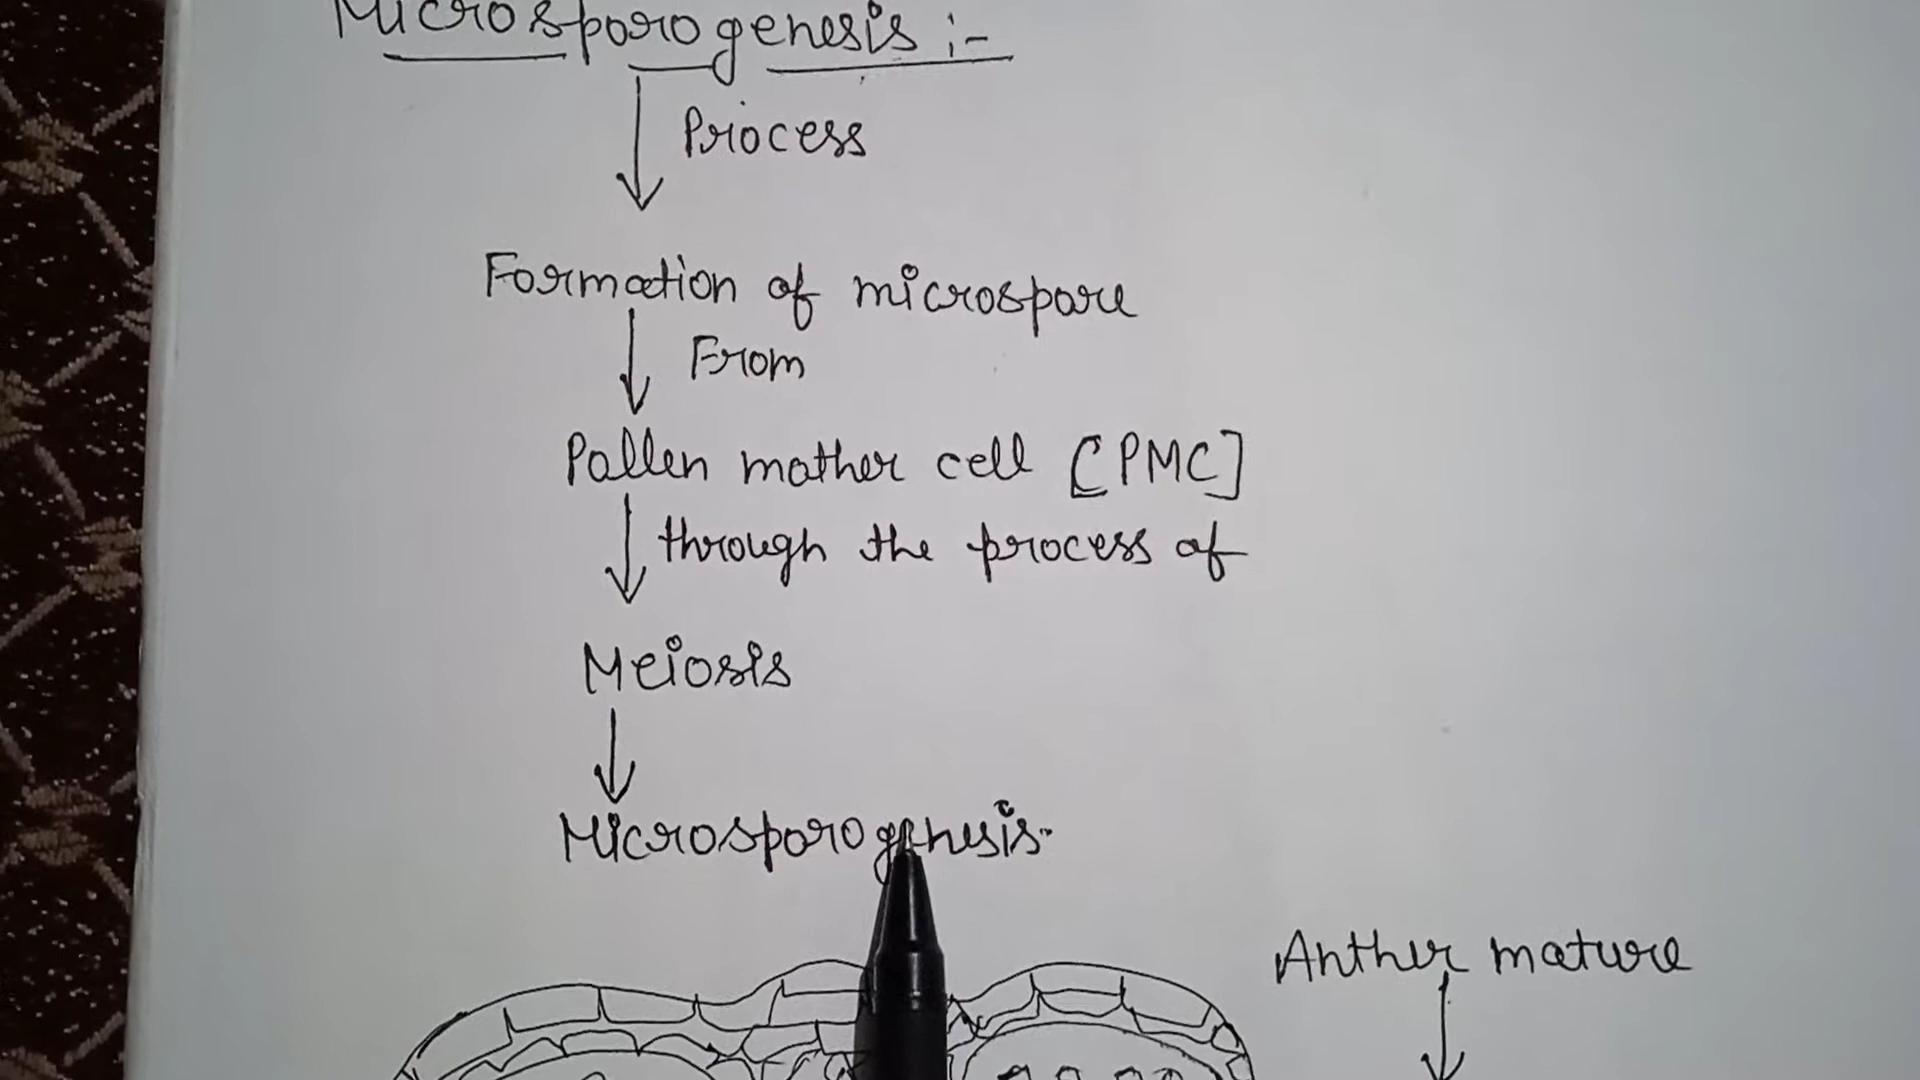 Microsporogenesis :-
Process
Formation of microspore
From
Pollen mother cell [PMC]
through the process of
Meiosis
Microsporogenesis.
Anther mature